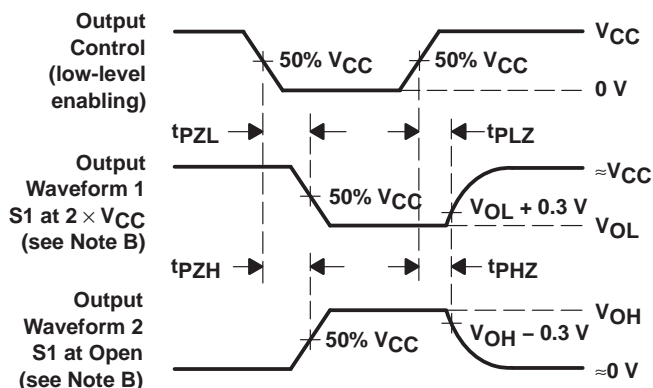 Output
Control
(low-level
enabling)
50% VCC
50% VCC
VCC
0 V
tPZL
tPLZ
Output
Waveform 1
S1 at 2 × VCC
(see Note B)
50% VCC
VOL + 0.3 V
≈VCC
VOL
tPZH
tPHZ
Output
Waveform 2
S1 at Open
(see Note B)
50% VCC
VOH − 0.3 V
VOH
≈0 V